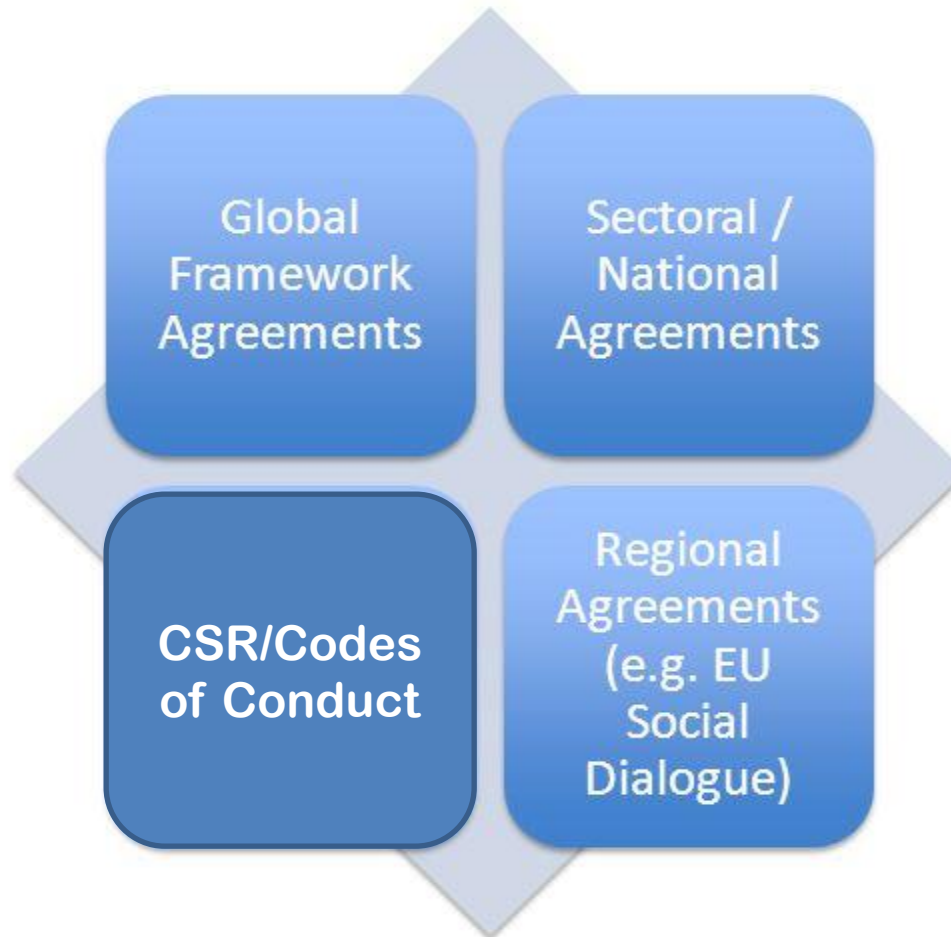 Global
Framework
Agreements
Sectoral /
National
Agreements
CSR/Codes
of Conduct
Regional
Agreements
(e.g. EU
Social
Dialogue)